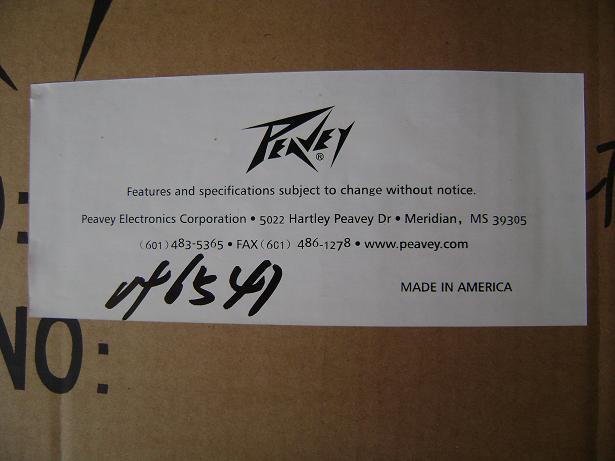 PEAVEY®
Features and specifications subject to change without notice.
Peavey Electronics Corporation • 5022 Hartley Peavey Dr • Meridian, MS 39305
(601) 483-5365 • FAX (601) 486-1278 • www.peavey.com
MADE IN AMERICA
NO: